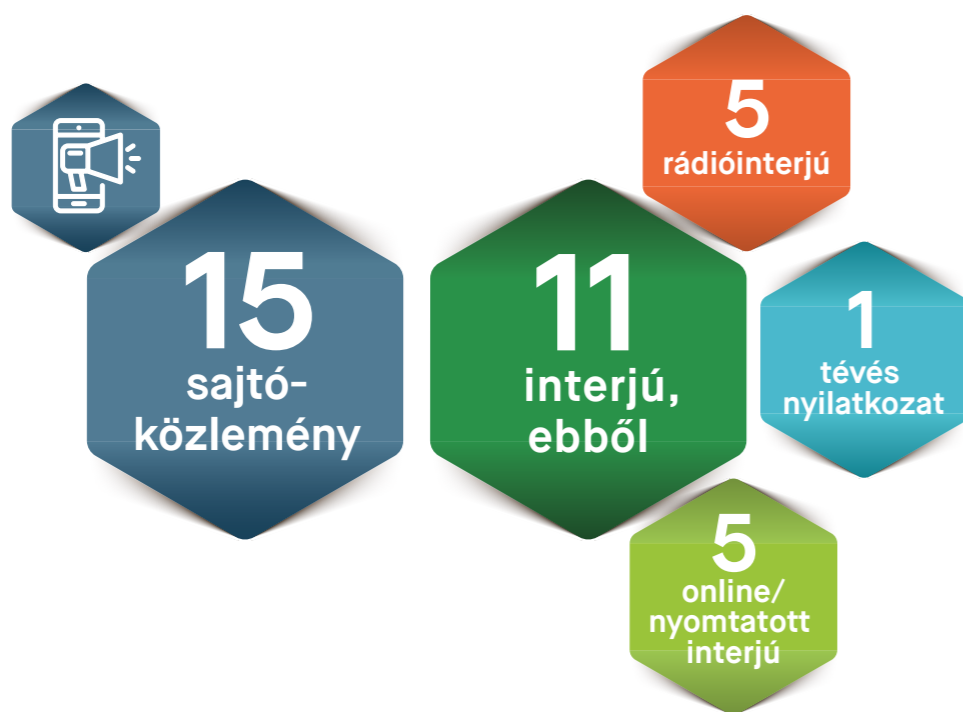 15
sajtó-
közlemény
11
interjú,
ebből
5
rádióinterjú
1
tévés
nyilatkozat
5
online/
nyomtatott
interjú